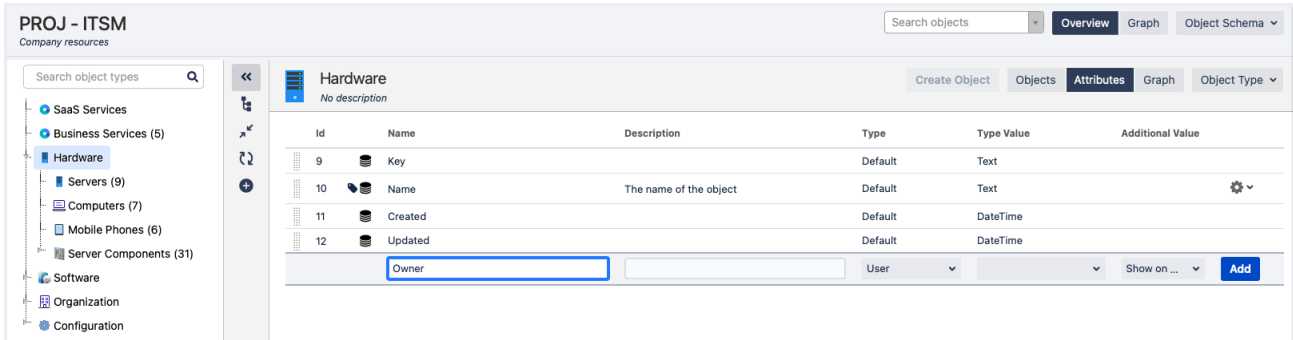 PROJ - ITSM
Company resources
Search objects
Overview
Graph
Object Schema
Search object types
SaaS Services
Business Services (5)
Hardware
Servers (9)
Computers (7)
Mobile Phones (6)
Server Components (31)
Software
Organization
Configuration
Hardware
No description
Create Object
Objects
Attributes
Graph
Object Type
Id Name Description Type Type Value Additional Value
9 Key Default Text
10 Name The name of the object Default Text
11 Created Default DateTime
12 Updated Default DateTime
Owner User Show on ... Add